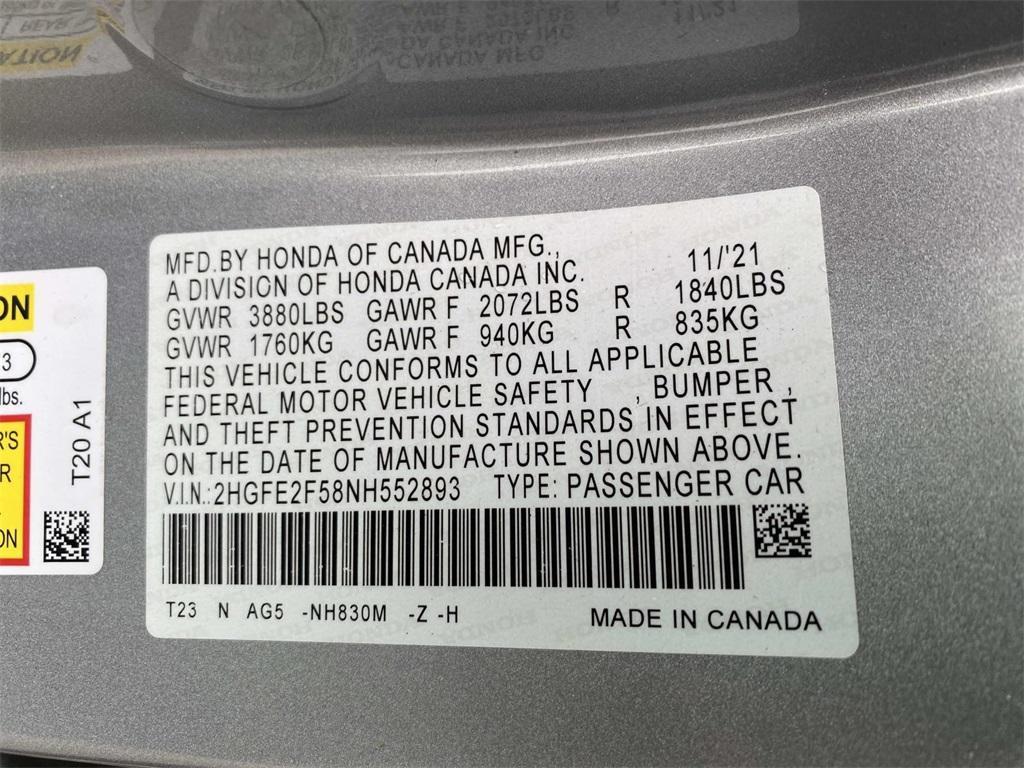 MFD.BY HONDA OF CANADA MFG.,
A DIVISION OF HONDA CANADA INC. 11/'21
GVWR 3880LBS GAWR F 2072LBS R 1840LBS
GVWR 1760KG GAWR F 940KG R 835KG
THIS VEHICLE CONFORMS TO ALL APPLICABLE
FEDERAL MOTOR VEHICLE SAFETY , BUMPER ,
AND THEFT PREVENTION STANDARDS IN EFFECT
ON THE DATE OF MANUFACTURE SHOWN ABOVE.
V.I.N.:2HGFE2F58NH552893 TYPE: PASSENGER CAR
T23 N AG5 -NH830M -Z -H MADE IN CANADA
lbs.
T20 A1